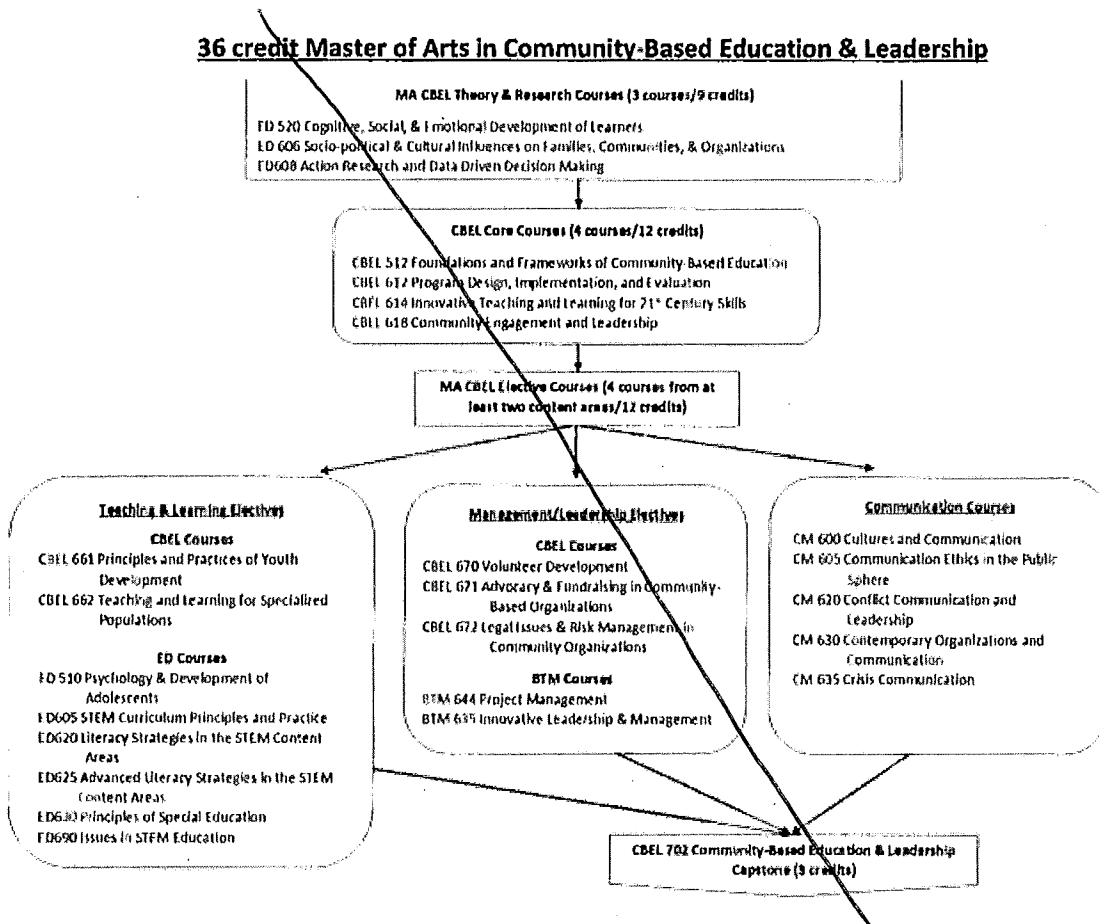 36 credit Master of Arts in Community-Based Education & Leadership
MA CBEL Theory & Research Courses (3 courses/9 credits)
ED 520 Cognitive, Social, & Emotional Development of Learners
ED 606 Socio-political & Cultural Influences on Families, Communities, & Organizations
ED608 Action Research and Data Driven Decision Making
CBEL Core Courses (4 courses/12 credits)
CBEL 512 Foundations and Frameworks of Community-Based Education
CBEL 612 Program Design, Implementation, and Evaluation
CBEL 614 Innovative Teaching and Learning for 21st Century Skills
CBEL 618 Community Engagement and Leadership
MA CBEL Elective Courses (4 courses from at
least two content areas/12 credits)
Teaching & Learning Electives
CBEL Courses
CBEL 661 Principles and Practices of Youth
Development
CBEL 662 Teaching and Learning for Specialized
Populations
ED Courses
ED 510 Psychology & Development of
Adolescents
ED605 STEM Curriculum Principles and Practice
ED620 Literacy Strategies in the STEM Content
Areas
ED625 Advanced Literacy Strategies in the STEM
Content Areas
ED630 Principles of Special Education
ED690 Issues in STEM Education
Management/Leadership Electives
CBEL Courses
CBEL 670 Volunteer Development
CBEL 671 Advocacy & Fundraising in Community-
Based Organizations
CBEL 672 Legal Issues & Risk Management in
Community Organizations
BTM Courses
BTM 644 Project Management
BTM 635 Innovative Leadership & Management
Communication Courses
CM 600 Cultures and Communication
CM 605 Communication Ethics in the Public
Sphere
CM 620 Conflict Communication and
Leadership
CM 630 Contemporary Organizations and
Communication
CM 635 Crisis Communication
CBEL 702 Community-Based Education & Leadership
Capstone (3 credits)